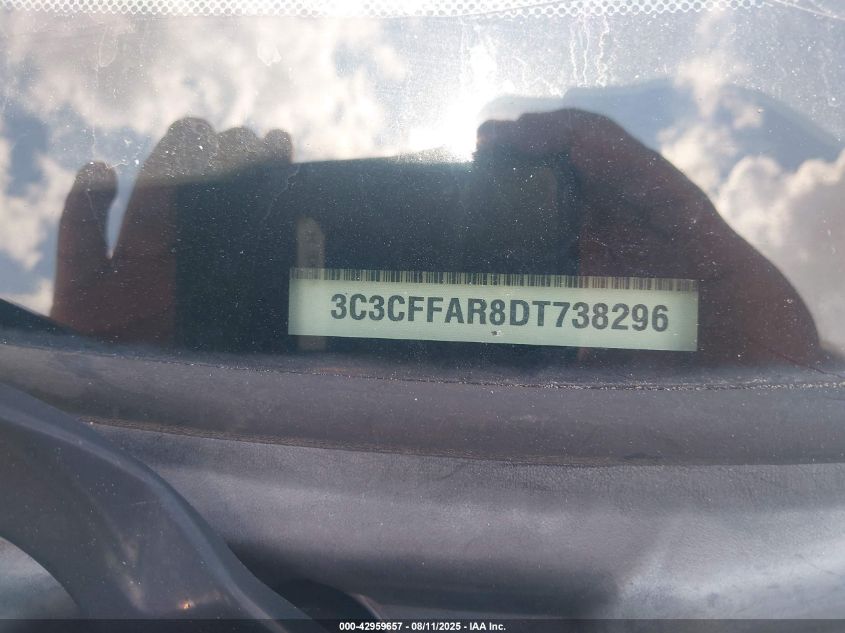 3C3CFFAR8DT738296
000-42959657 - 08/11/2025 - IAA Inc.